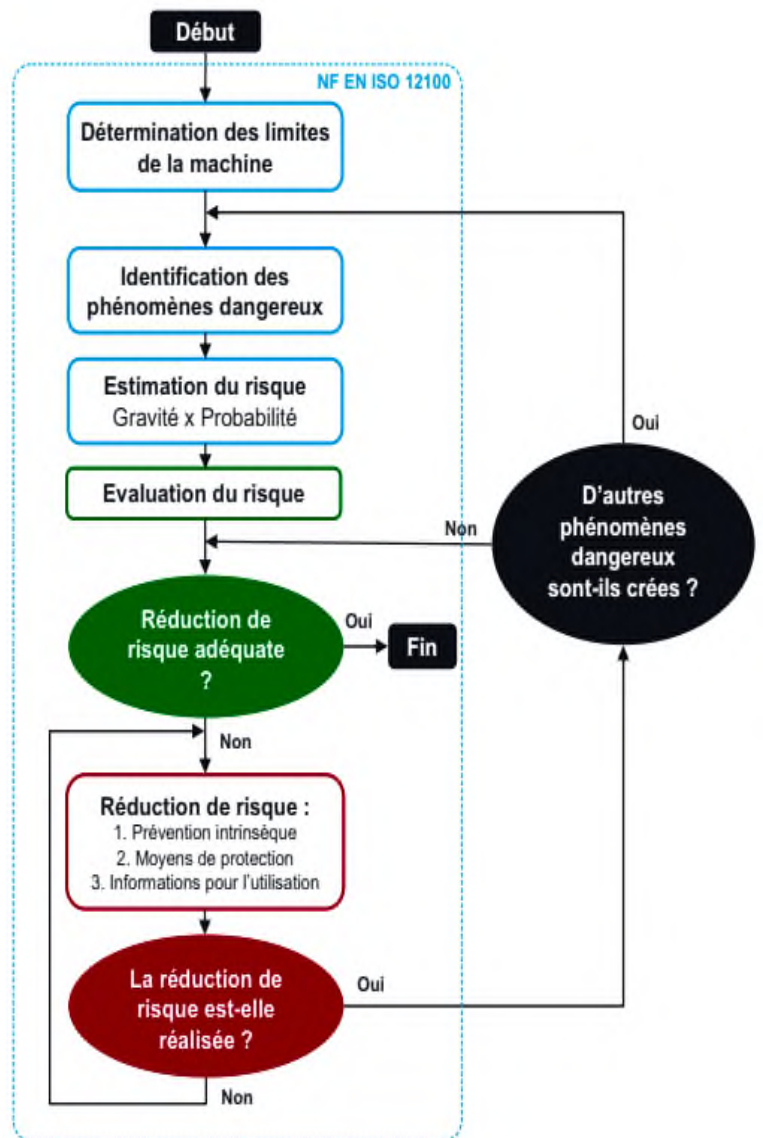 Début
NF EN ISO 12100
Détermination des limites
de la machine
Identification des
phénomènes dangereux
Estimation du risque
Gravité x Probabilité
Oui
Evaluation du risque
D'autres
phénomènes
dangereux
sont-ils crées ?
Non
Réduction de
risque adéquate
?
Oui
Fin
Non
Réduction de risque :
1. Prévention intrinsèque
2. Moyens de protection
3. Informations pour l'utilisation
La réduction de
risque est-elle
réalisée ?
Oui
Non